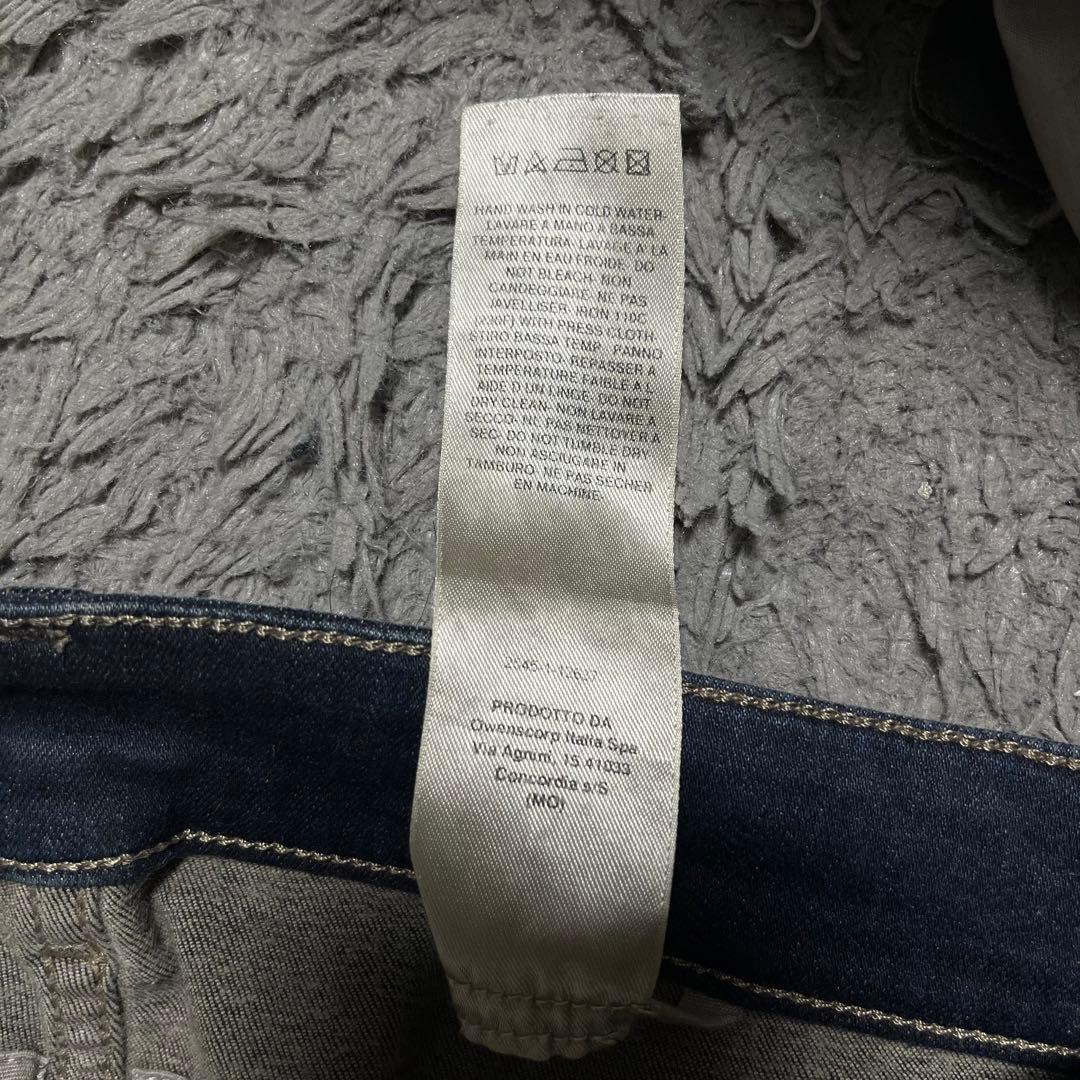 HAND WASH IN COLD WATER-
LAVARE A MANO A BASSA
TEMPERATURA. LAVAGE A LA
MAIN EN EAU FROIDE. DO
NOT BLEACH- NON
CANDEGGIARE- NE PAS
JAVELLISER. IRON 110C
WITH PRESS CLOTH-
STIRO BASSA TEMP. PANNO
INTERPOSTO- REPASSER A
TEMPERATURE FAIBLE A L
AIDE D UN LINGE. DO NOT
DRY CLEAN- NON LAVARE A
SECCO- NE PAS NETTOYER A
SEC. DO NOT TUMBLE DRY
NON ASCIUGARE IN
TAMBURO. NE PAS SECHER
EN MACHINE.
PRODOTTO DA
Owenscorp Italia Spa
Via Agrumi, 15 41033
Concordia s/S
(MO)